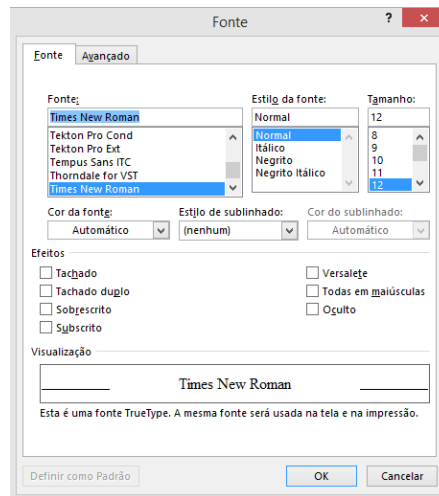 Fonte
Fonte Avançado
Fonte: Estilo da fonte: Tamanho:
Times New Roman Normal 12
Tekton Pro Cond Normal 8
Tekton Pro Ext Itálico 9
Tempus Sans ITC Negrito 10
Thorndale for VST Negrito Itálico 11
Times New Roman 12
Cor da fonte: Estilo de sublinhado: Cor do sublinhado:
Automático (nenhum) Automático
Efeitos
Tachado Versalete
Tachado duplo Todas em maiúsculas
Sobrescrito Oculto
Subscrito
Visualização
Times New Roman
Esta é uma fonte TrueType. A mesma fonte será usada na tela e na impressão.
Definir como Padrão OK Cancelar